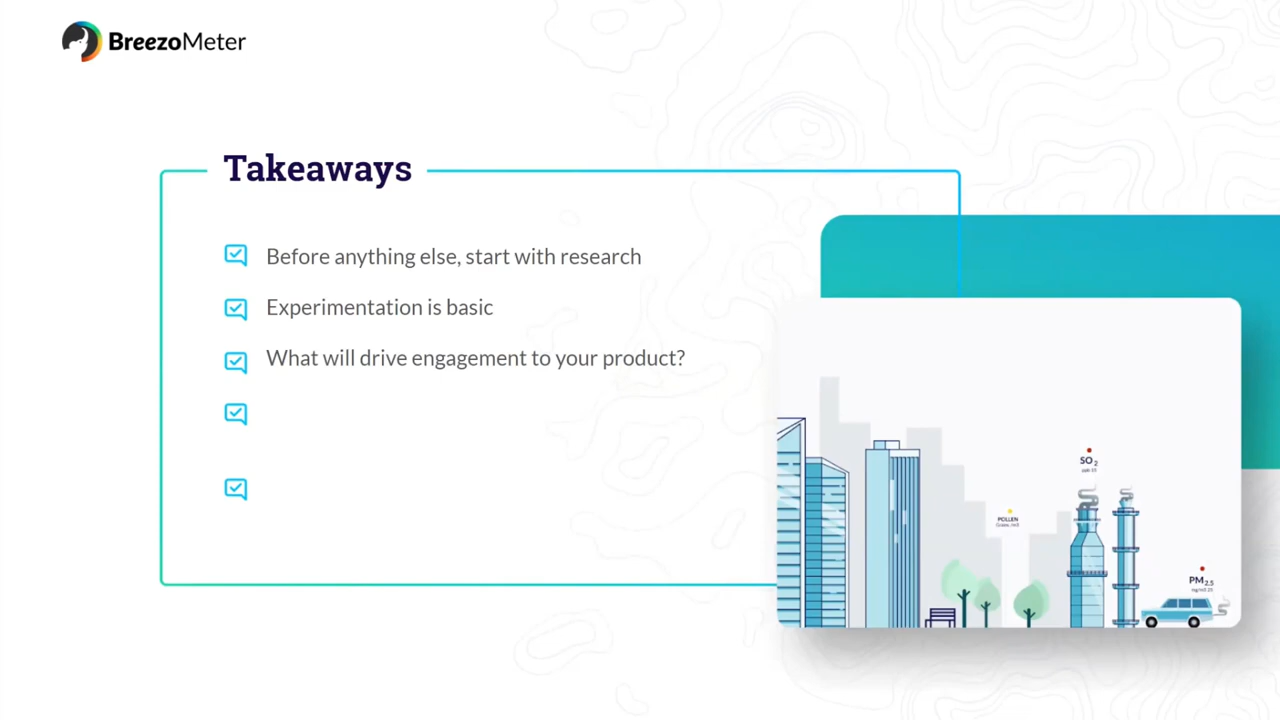 BreezoMeter
Takeaways
Before anything else, start with research
Experimentation is basic
What will drive engagement to your product?
SO2
POLLEN
PM2.5